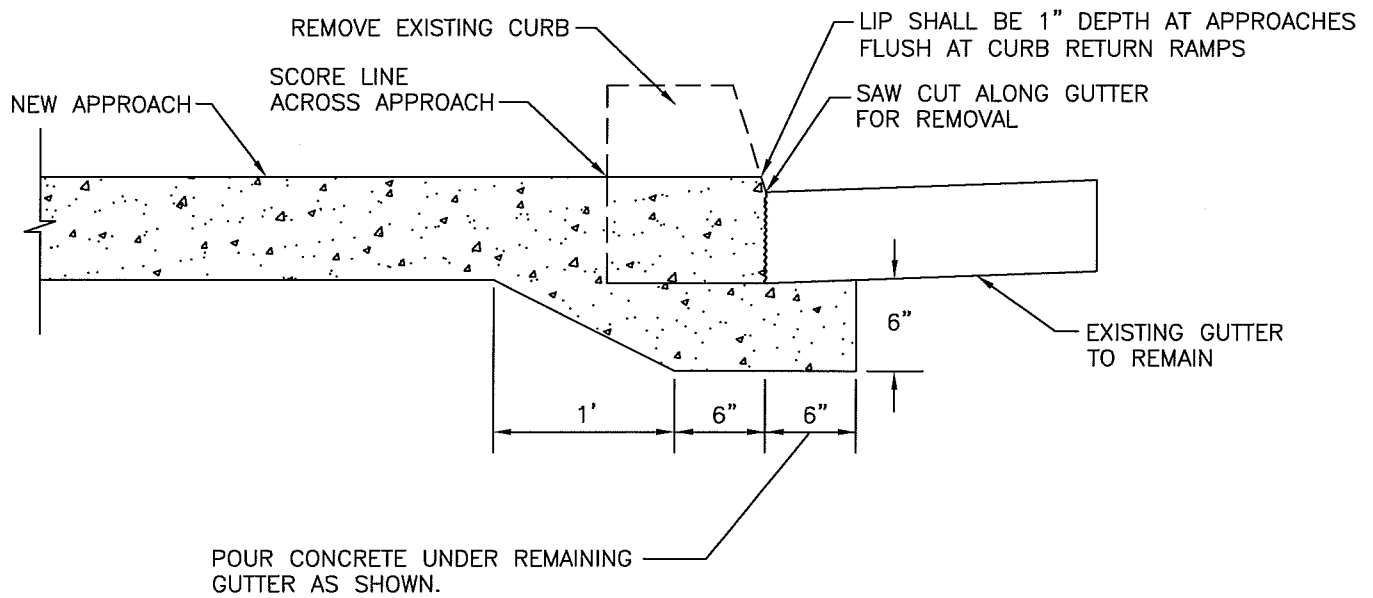 REMOVE EXISTING CURB
LIP SHALL BE 1” DEPTH AT APPROACHES
FLUSH AT CURB RETURN RAMPS
SCORE LINE
ACROSS APPROACH
NEW APPROACH
SAW CUT ALONG GUTTER
FOR REMOVAL
6”
EXISTING GUTTER
TO REMAIN
1'
6”
6”
POUR CONCRETE UNDER REMAINING
GUTTER AS SHOWN.